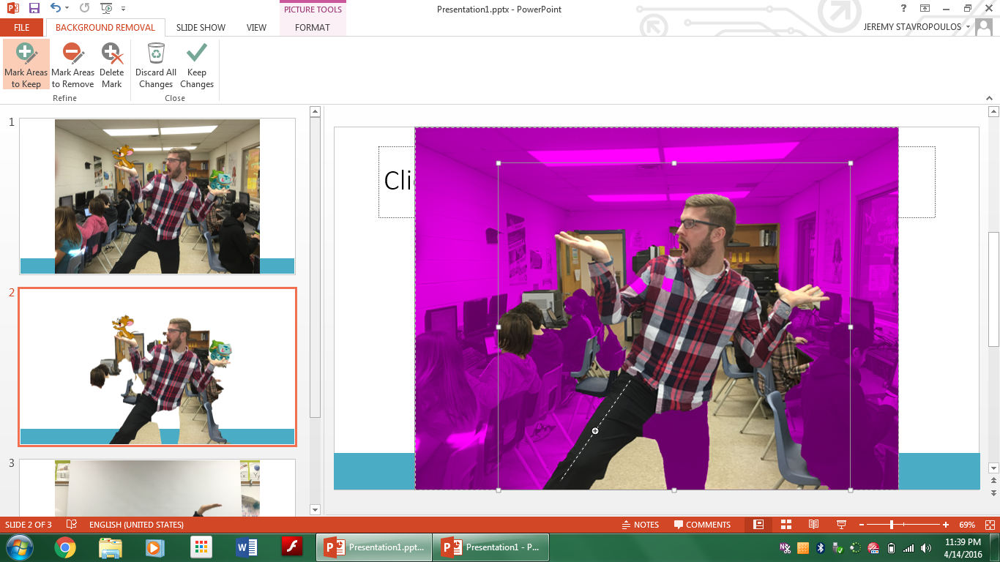 PICTURE TOOLS
Presentation1.pptx - PowerPoint
?
FILE
BACKGROUND REMOVAL
SLIDE SHOW
VIEW
FORMAT
JEREMY STAVROPOULOS
Mark Areas to Keep
Mark Areas to Remove
Delete Mark
Discard All Changes
Keep Changes
Refine
Close
1
2
3
Cli
SLIDE 2 OF 3
ENGLISH (UNITED STATES)
NOTES
COMMENTS
69%
Presentation1.ppt...
Presentation1 - P...
11:39 PM
4/14/2016